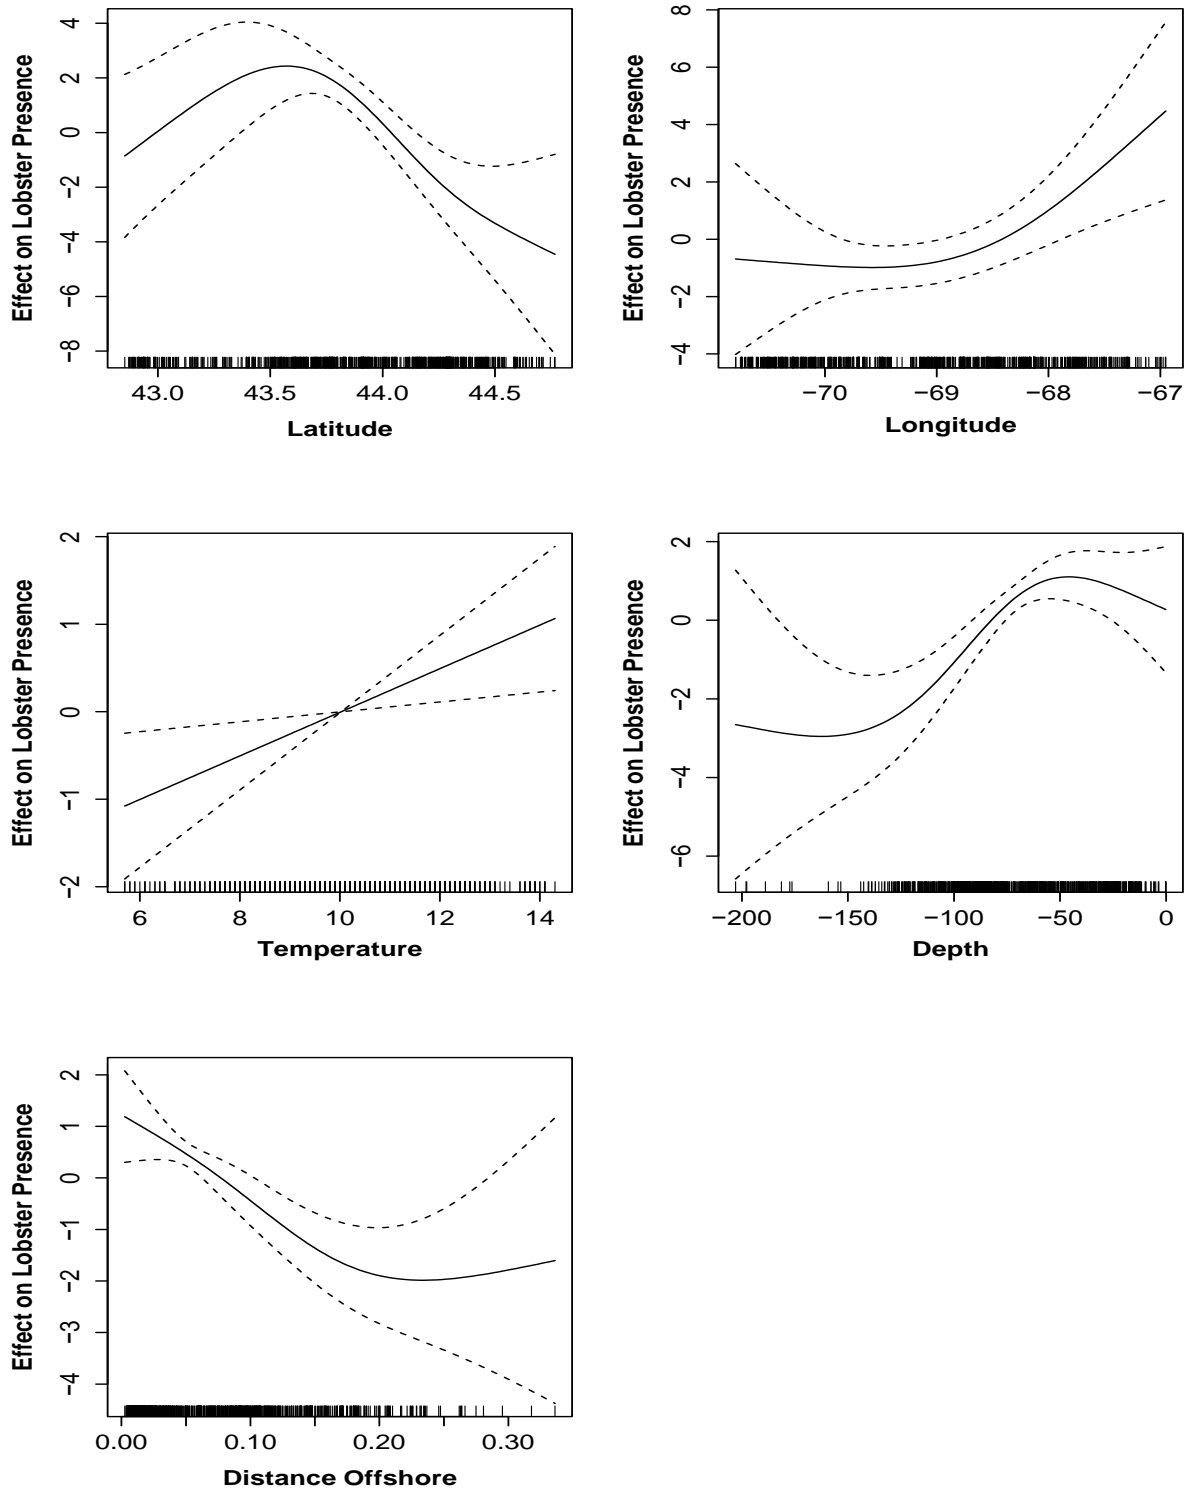 Effect on Lobster Presence
4
2
0
−2
−4
−6
−8
43.0 43.5 44.0 44.5
Latitude
Effect on Lobster Presence
8
6
4
2
0
−2
−4
−70 −69 −68 −67
Longitude
Effect on Lobster Presence
2
1
0
−1
−2
6 8 10 12 14
Temperature
Effect on Lobster Presence
2
0
−2
−4
−6
−200 −150 −100 −50 0
Depth
Effect on Lobster Presence
2
1
0
−1
−2
−3
−4
0.00 0.10 0.20 0.30
Distance Offshore